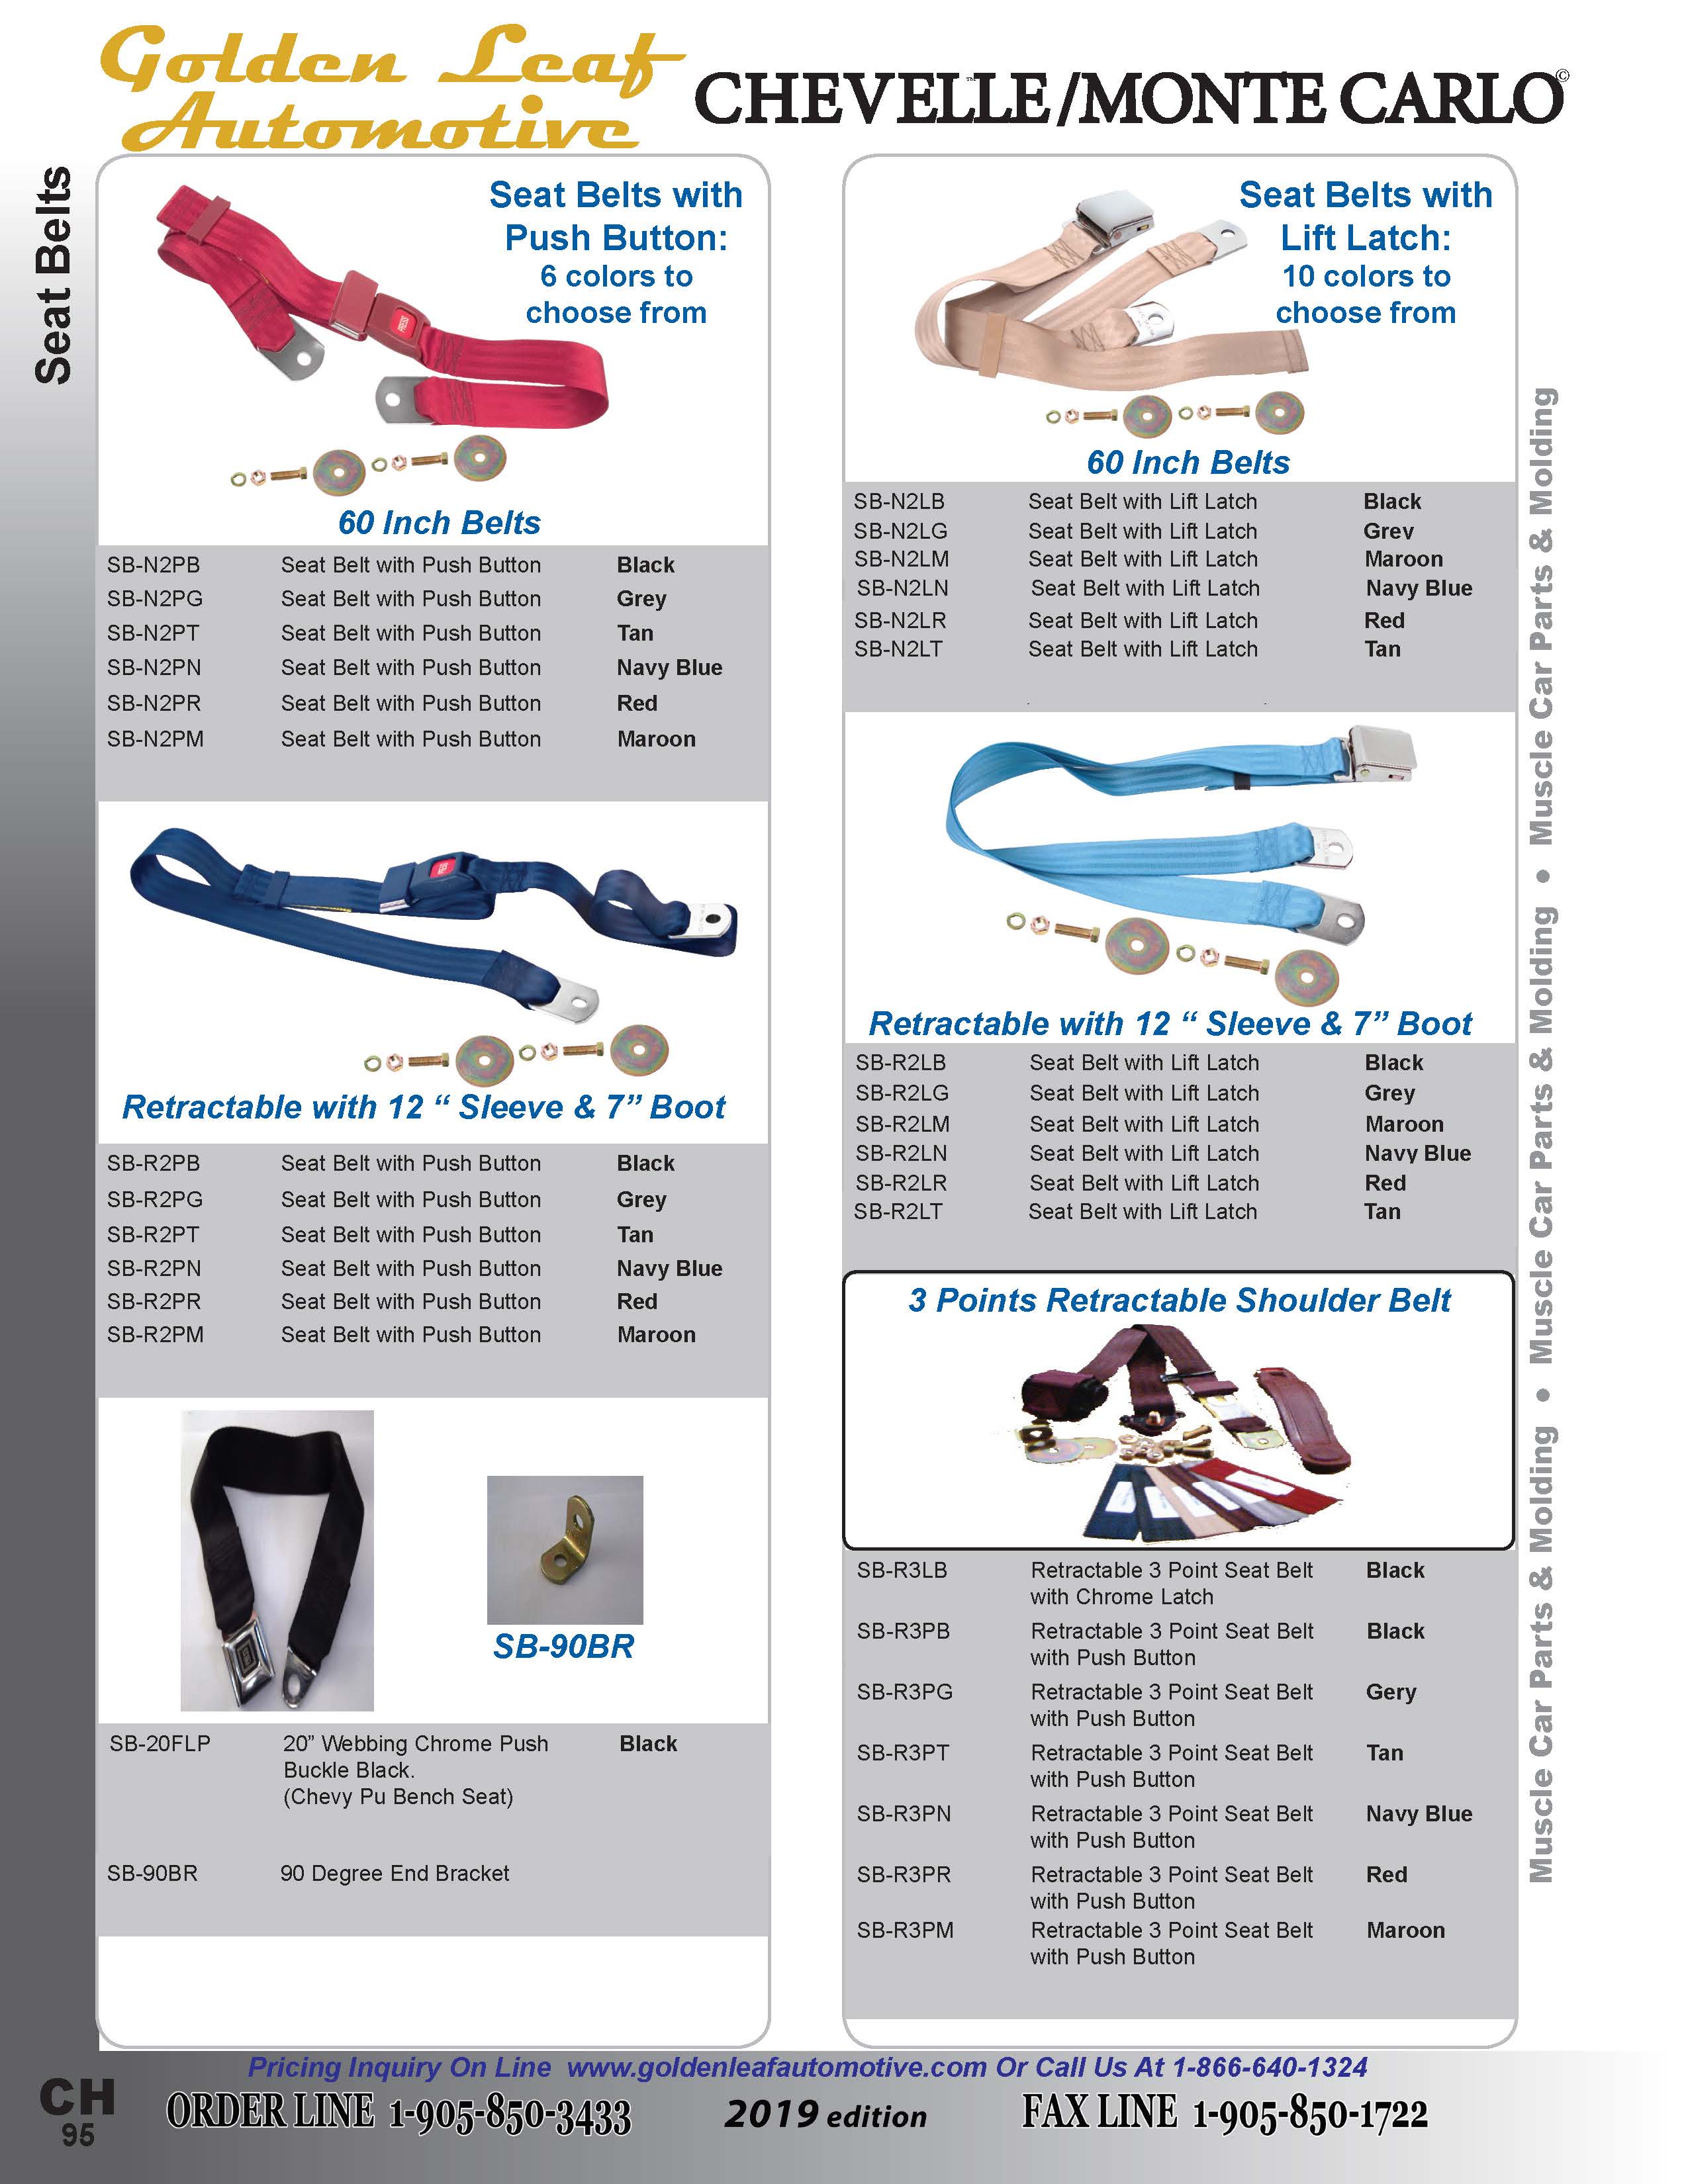 Golden Leaf
Automotive
CHEVELLE/MONTE CARLO©
Seat Belts
Seat Belts with
Push Button:
6 colors to
choose from
PRESS
60 Inch Belts
SB-N2PB Seat Belt with Push Button Black
SB-N2PG Seat Belt with Push Button Grey
SB-N2PT Seat Belt with Push Button Tan
SB-N2PN Seat Belt with Push Button Navy Blue
SB-N2PR Seat Belt with Push Button Red
SB-N2PM Seat Belt with Push Button Maroon
PRESS
Retractable with 12 “ Sleeve & 7” Boot
SB-R2PB Seat Belt with Push Button Black
SB-R2PG Seat Belt with Push Button Grey
SB-R2PT Seat Belt with Push Button Tan
SB-R2PN Seat Belt with Push Button Navy Blue
SB-R2PR Seat Belt with Push Button Red
SB-R2PM Seat Belt with Push Button Maroon
SB-90BR
SB-20FLP 20” Webbing Chrome Push Black
Buckle Black.
(Chevy Pu Bench Seat)
SB-90BR 90 Degree End Bracket
Seat Belts with
Lift Latch:
10 colors to
choose from
60 Inch Belts
SB-N2LB Seat Belt with Lift Latch Black
SB-N2LG Seat Belt with Lift Latch Grey
SB-N2LM Seat Belt with Lift Latch Maroon
SB-N2LN Seat Belt with Lift Latch Navy Blue
SB-N2LR Seat Belt with Lift Latch Red
SB-N2LT Seat Belt with Lift Latch Tan
Retractable with 12 “ Sleeve & 7” Boot
SB-R2LB Seat Belt with Lift Latch Black
SB-R2LG Seat Belt with Lift Latch Grey
SB-R2LM Seat Belt with Lift Latch Maroon
SB-R2LN Seat Belt with Lift Latch Navy Blue
SB-R2LR Seat Belt with Lift Latch Red
SB-R2LT Seat Belt with Lift Latch Tan
3 Points Retractable Shoulder Belt
SB-R3LB Retractable 3 Point Seat Belt Black
with Chrome Latch
SB-R3PB Retractable 3 Point Seat Belt Black
with Push Button
SB-R3PG Retractable 3 Point Seat Belt Gery
with Push Button
SB-R3PT Retractable 3 Point Seat Belt Tan
with Push Button
SB-R3PN Retractable 3 Point Seat Belt Navy Blue
with Push Button
SB-R3PR Retractable 3 Point Seat Belt Red
with Push Button
SB-R3PM Retractable 3 Point Seat Belt Maroon
with Push Button
Muscle Car Parts & Molding • Muscle Car Parts & Molding • Muscle Car Parts & Molding
Pricing Inquiry On Line www.goldenleafautomotive.com Or Call Us At 1-866-640-1324
CH
95
ORDER LINE 1-905-850-3433 2019 edition FAX LINE 1-905-850-1722